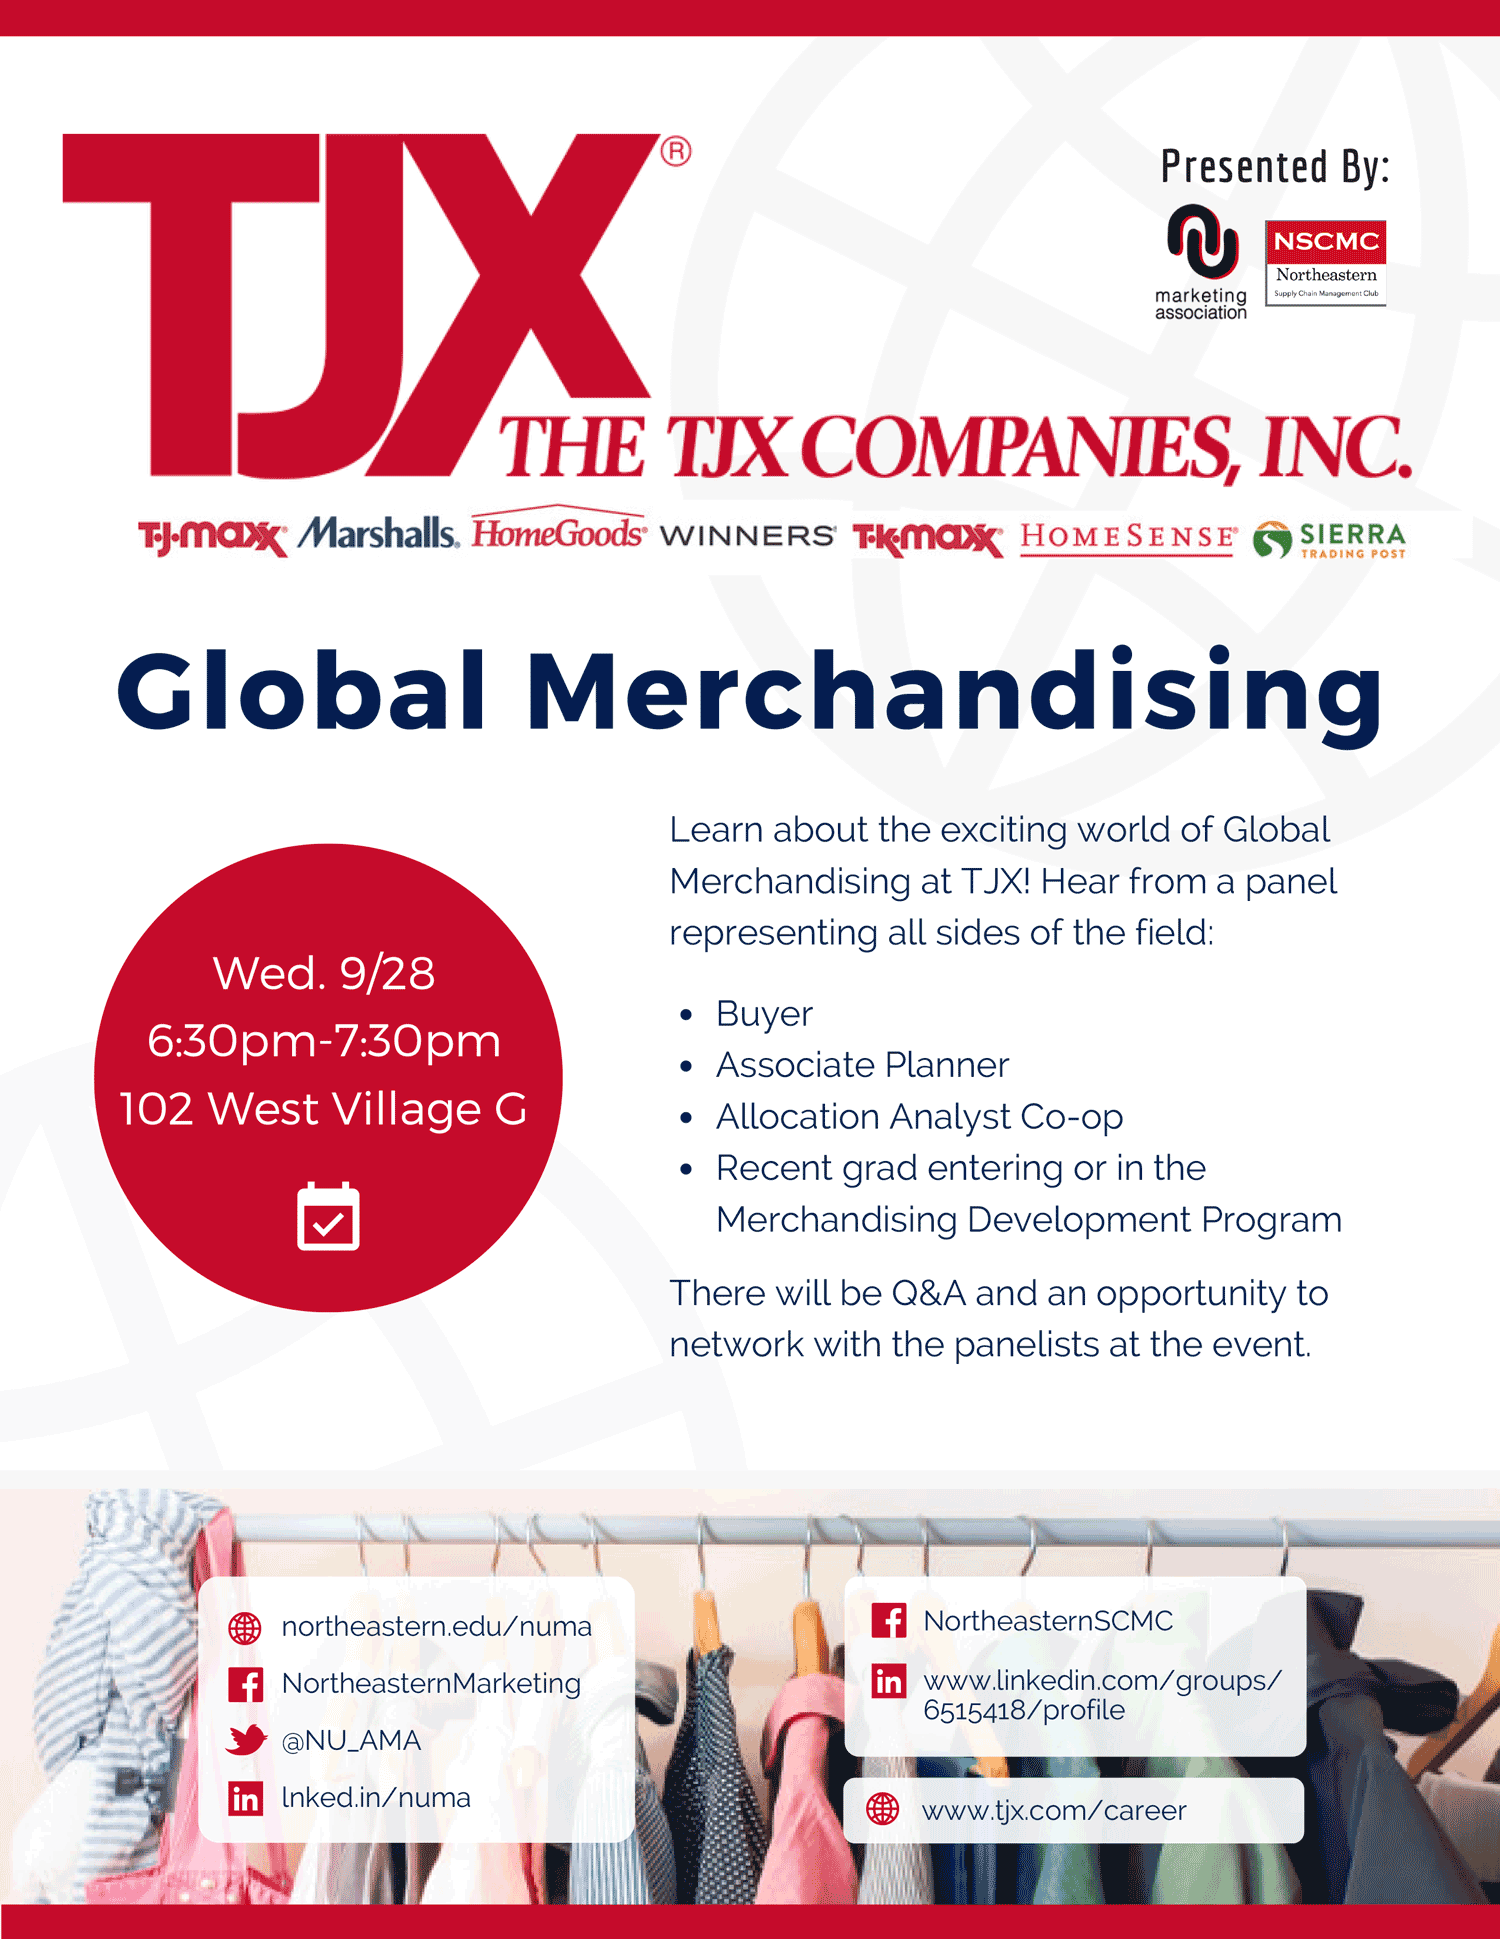 TJX®
Presented By:
marketing
association
NSCMC
Northeastern
Supply Chain Management Club
THE TJX COMPANIES, INC.
T·J·maxx® Marshalls® HomeGoods® WINNERS® T·K·maxx® HOMESENSE® SIERRA
TRADING POST
Global Merchandising
Wed. 9/28
6:30pm-7:30pm
102 West Village G
Learn about the exciting world of Global
Merchandising at TJX! Hear from a panel
representing all sides of the field:
• Buyer
• Associate Planner
• Allocation Analyst Co-op
• Recent grad entering or in the
Merchandising Development Program
There will be Q&A and an opportunity to
network with the panelists at the event.
northeastern.edu/numa
NortheasternMarketing
@NU_AMA
lnked.in/numa
NortheasternSCMC
www.linkedin.com/groups/
6515418/profile
www.tjx.com/career